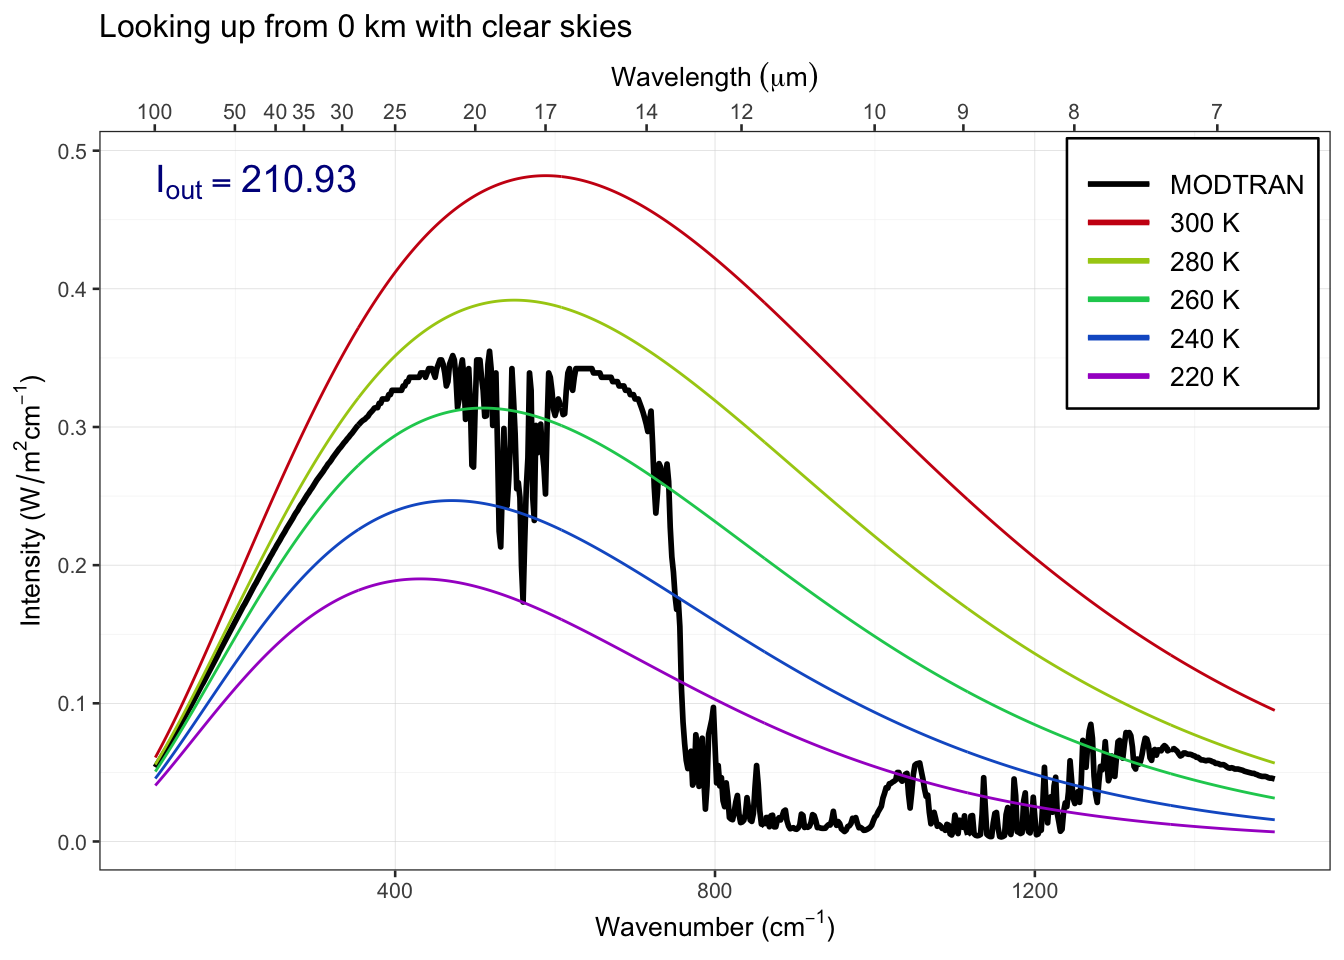 Looking up from 0 km with clear skies
Wavelength (μm)
100 50 40 35 30 25 20 17 14 12 10 9 8 7
I_out = 210.93
MODTRAN
300 K
280 K
260 K
240 K
220 K
0.5
0.4
0.3
0.2
0.1
0.0
Intensity (W/m²cm⁻¹)
400 800 1200
Wavenumber (cm⁻¹)